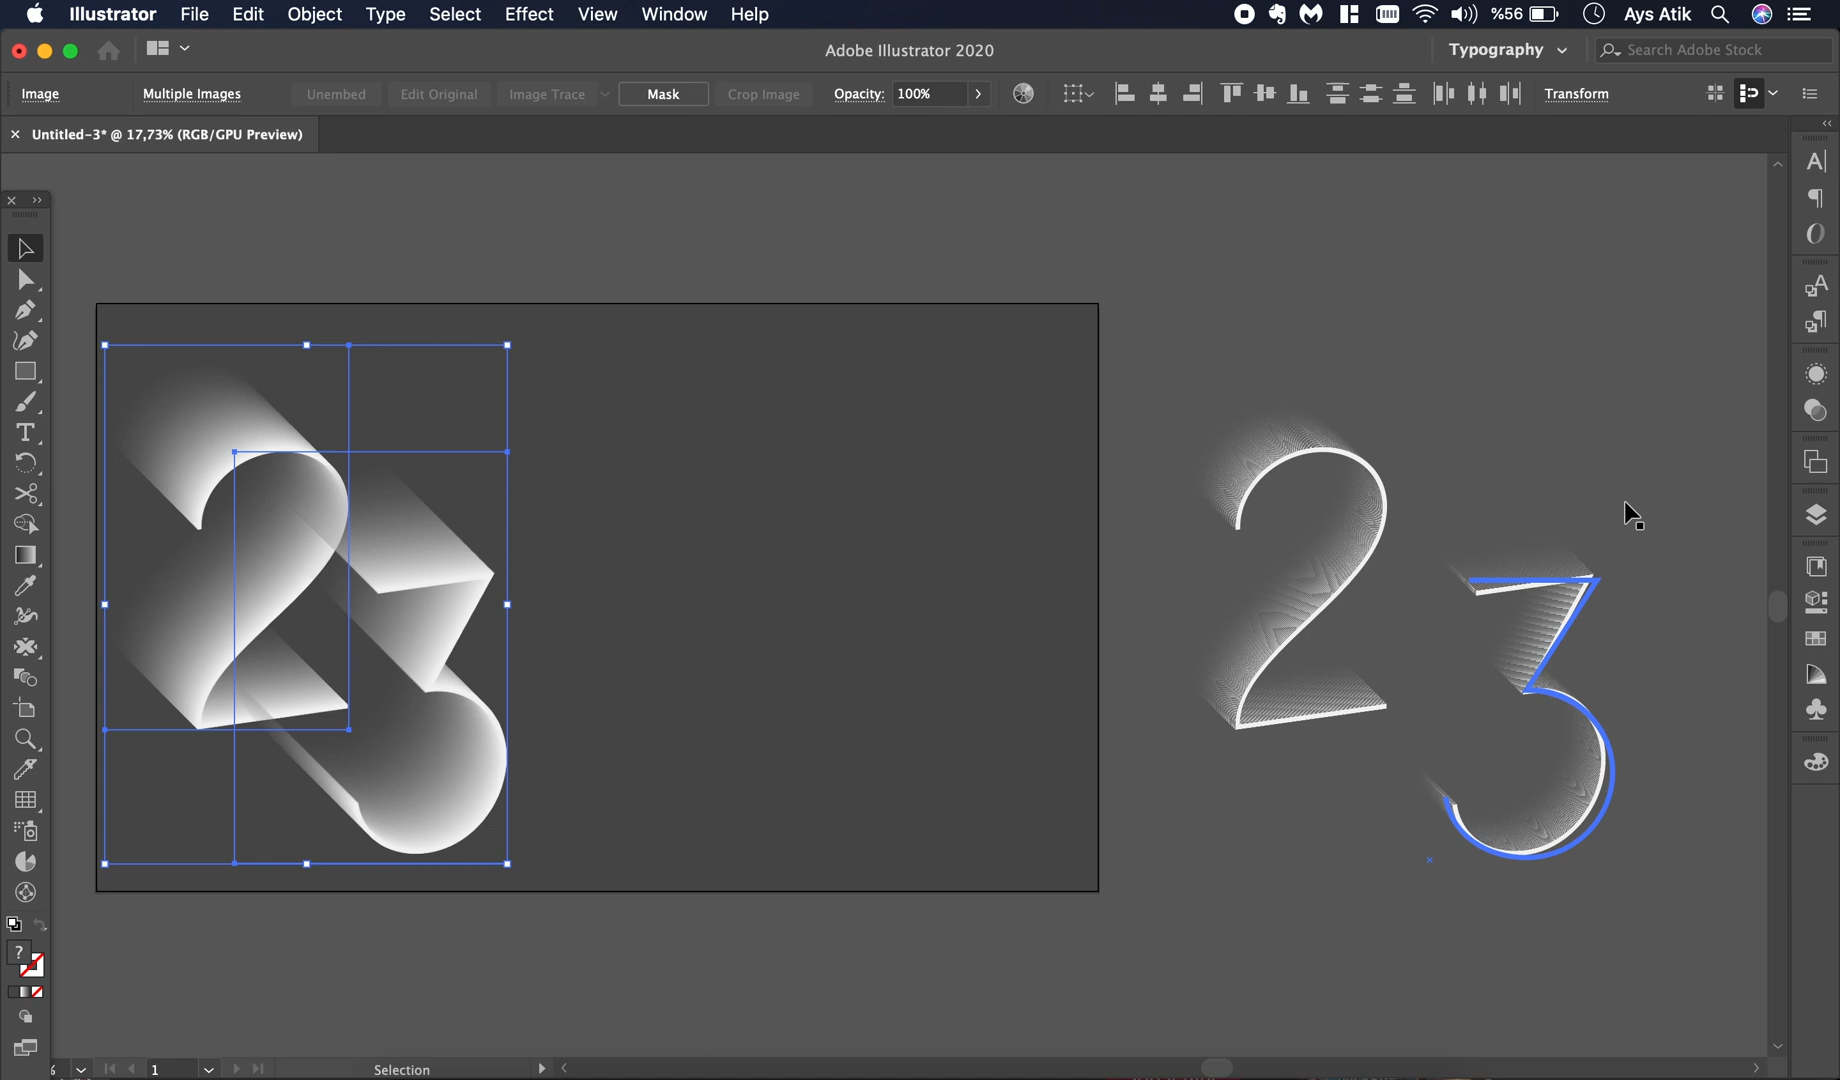 Illustrator File Edit Object Type Select Effect View Window Help %56 Ays Atik
Adobe Illustrator 2020 Typography Search Adobe Stock
Image Multiple Images Unembed Edit Original Image Trace Mask Crop Image Opacity: 100% Transform
× Untitled-3* @ 17,73% (RGB/GPU Preview)
23
23
?
% 1 Selection